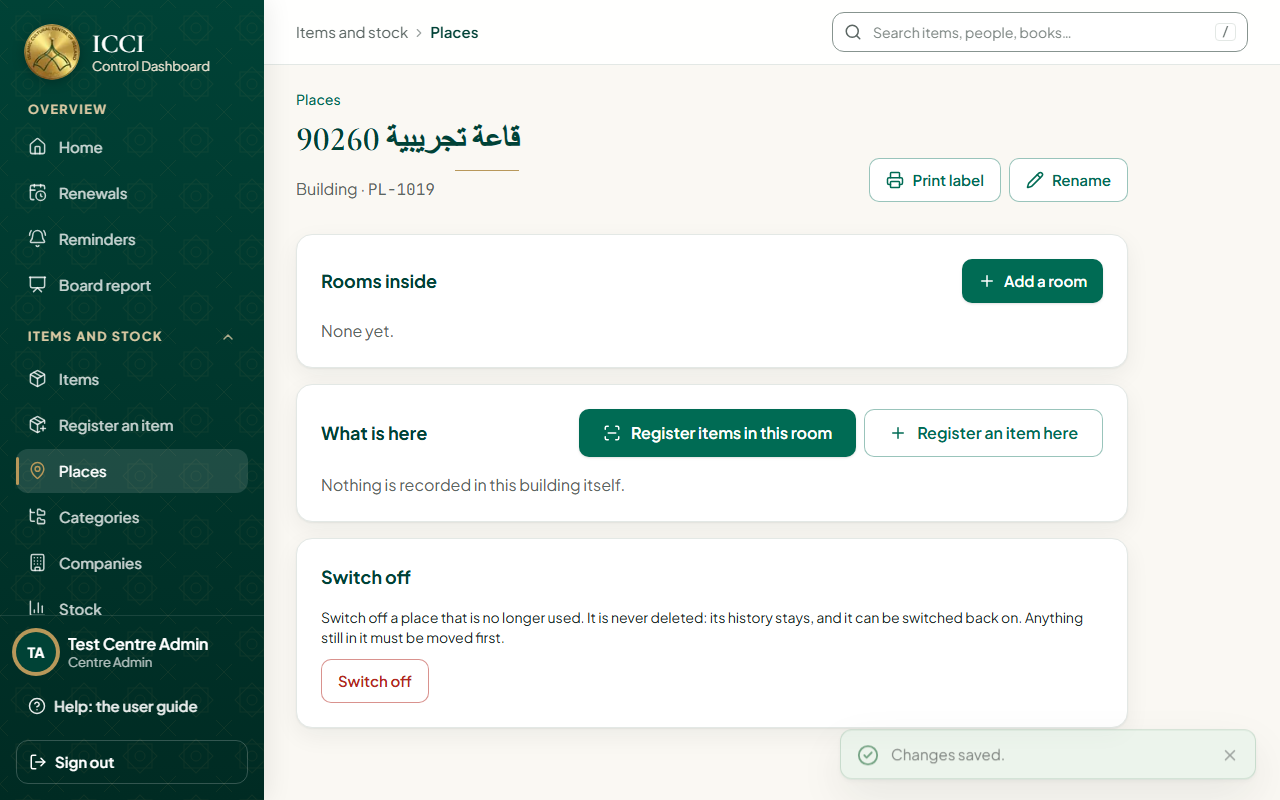 ICCI
Control Dashboard
OVERVIEW
Home
Renewals
Reminders
Board report
ITEMS AND STOCK
Items
Register an item
Places
Categories
Companies
Stock
TA
Test Centre Admin
Centre Admin
Help: the user guide
Sign out
Items and stock › Places
Search items, people, books…
/
Places
قاعة تجريبية 90260
Building · PL-1019
Print label
Rename
Rooms inside
Add a room
None yet.
What is here
Register items in this room
Register an item here
Nothing is recorded in this building itself.
Switch off
Switch off a place that is no longer used. It is never deleted: its history stays, and it can be switched back on. Anything
still in it must be moved first.
Switch off
Changes saved.